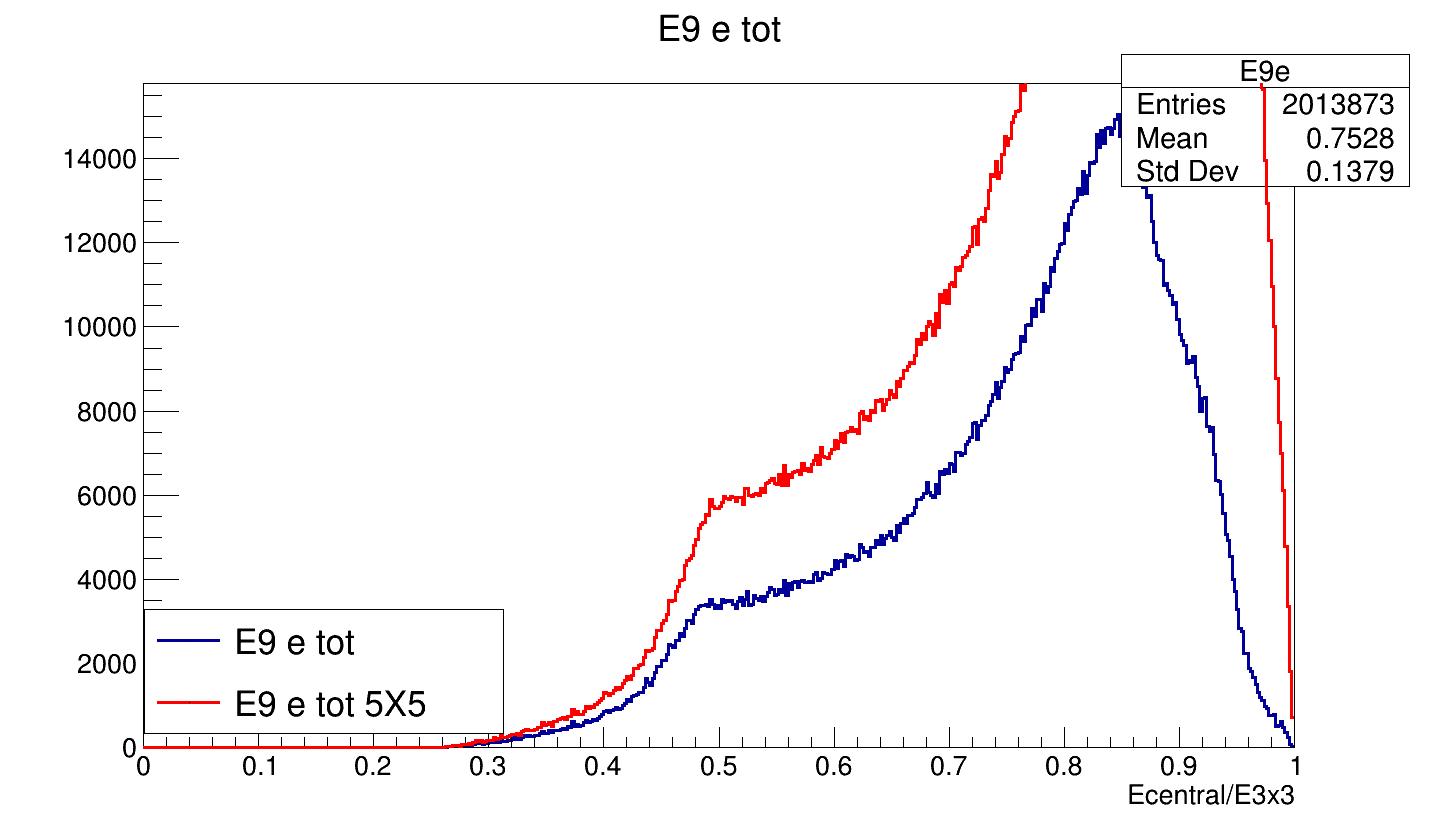 E9 e tot
E9e
Entries 2013873
Mean 0.7528
Std Dev 0.1379
14000
12000
10000
8000
6000
4000
2000
0
E9 e tot
E9 e tot 5X5
0 0.1 0.2 0.3 0.4 0.5 0.6 0.7 0.8 0.9 1
Ecentral/E3x3